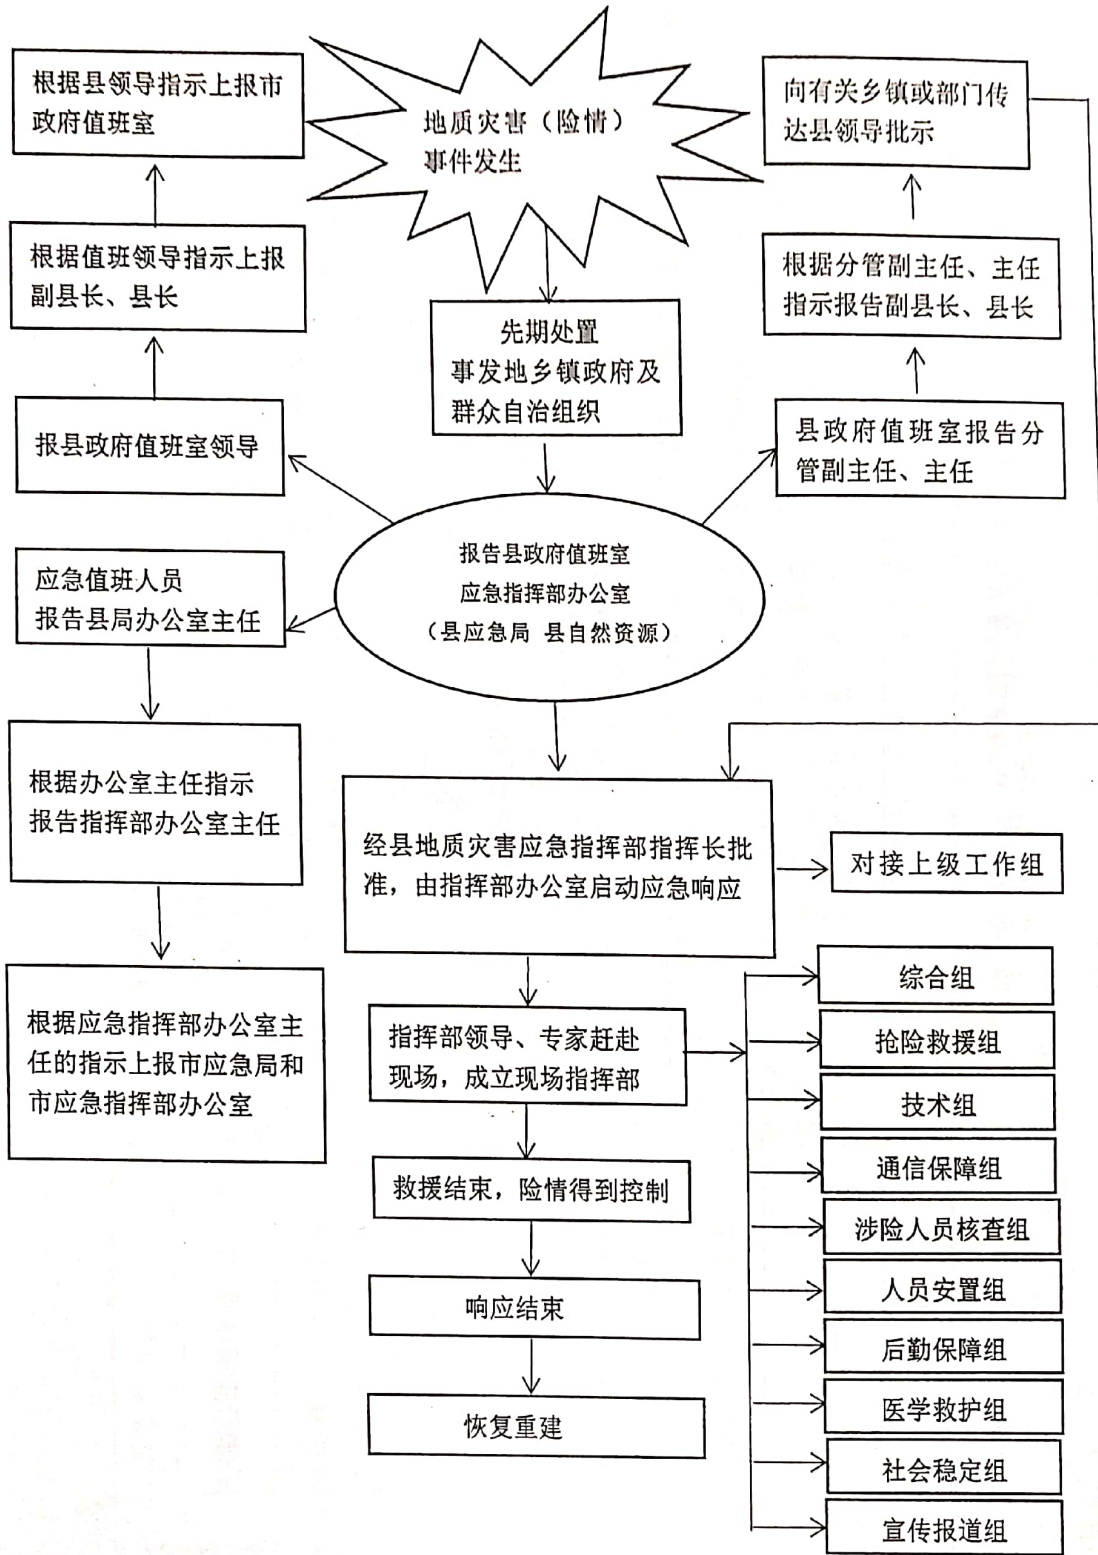 根据县领导指示上报市
政府值班室
地质灾害（险情）
事件发生
向有关乡镇或部门传
达县领导批示
根据值班领导指示上报
副县长、县长
先期处置
事发地乡镇政府及
群众自治组织
根据分管副主任、主任
指示报告副县长、县长
报县政府值班室领导
县政府值班室报告分
管副主任、主任
应急值班人员
报告县局办公室主任
报告县政府值班室
应急指挥部办公室
（县应急局 县自然资源）
根据办公室主任指示
报告指挥部办公室主任
经县地质灾害应急指挥部指挥长批
准，由指挥部办公室启动应急响应
对接上级工作组
根据应急指挥部办公室主
任的指示上报市应急局和
市应急指挥部办公室
指挥部领导、专家赶赴
现场，成立现场指挥部
救援结束，险情得到控制
响应结束
恢复重建
综合组
抢险救援组
技术组
通信保障组
涉险人员核查组
人员安置组
后勤保障组
医学救护组
社会稳定组
宣传报道组